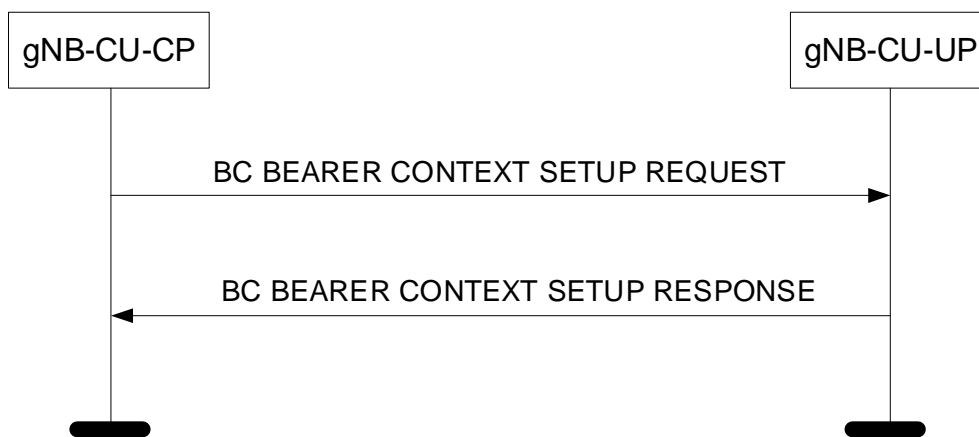 gNB-CU-CP
gNB-CU-UP
BC BEARER CONTEXT SETUP REQUEST
BC BEARER CONTEXT SETUP RESPONSE